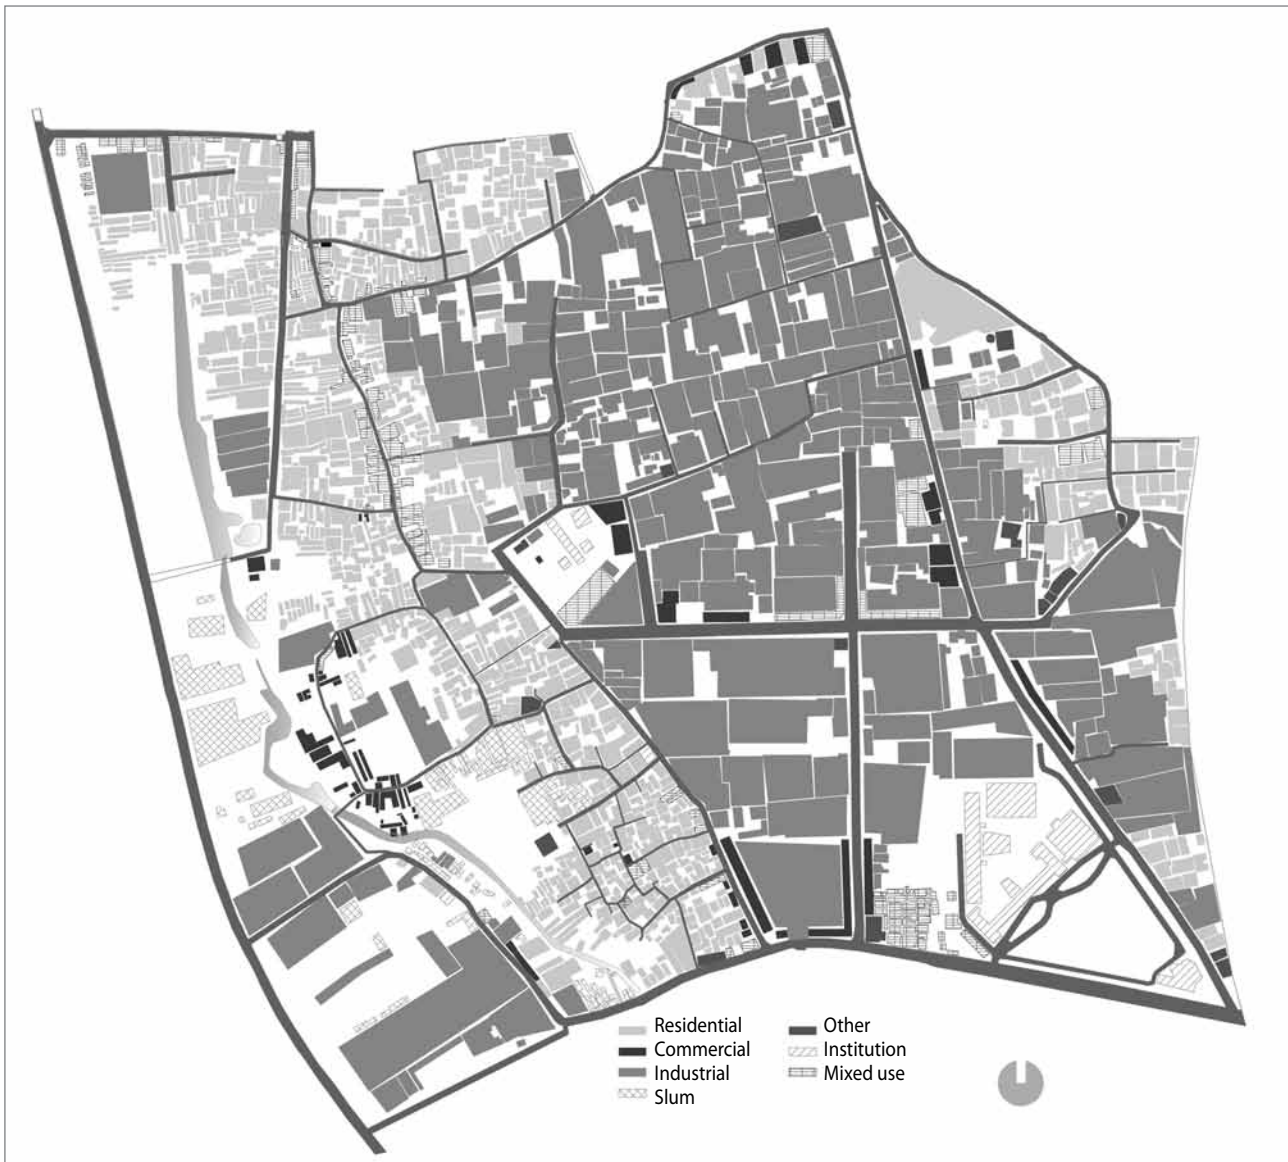 Residential
Commercial
Industrial
Slum
Other
Institution
Mixed use